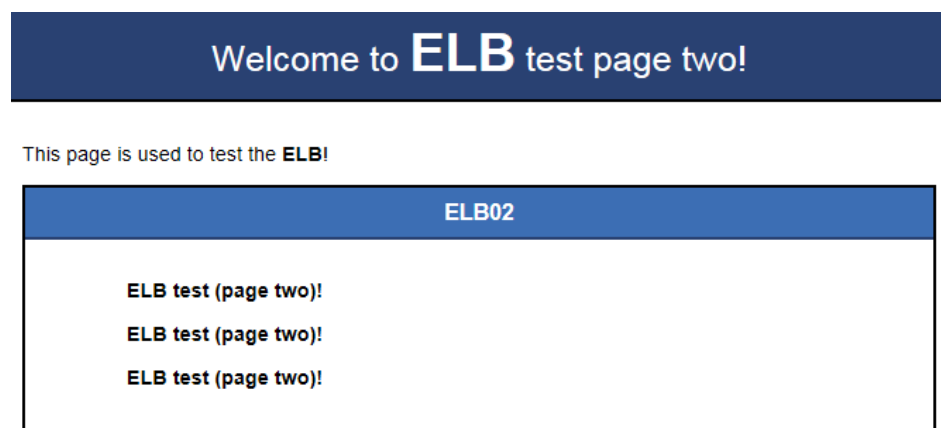 Welcome to ELB test page two!
This page is used to test the ELB!
ELB02
ELB test (page two)!
ELB test (page two)!
ELB test (page two)!